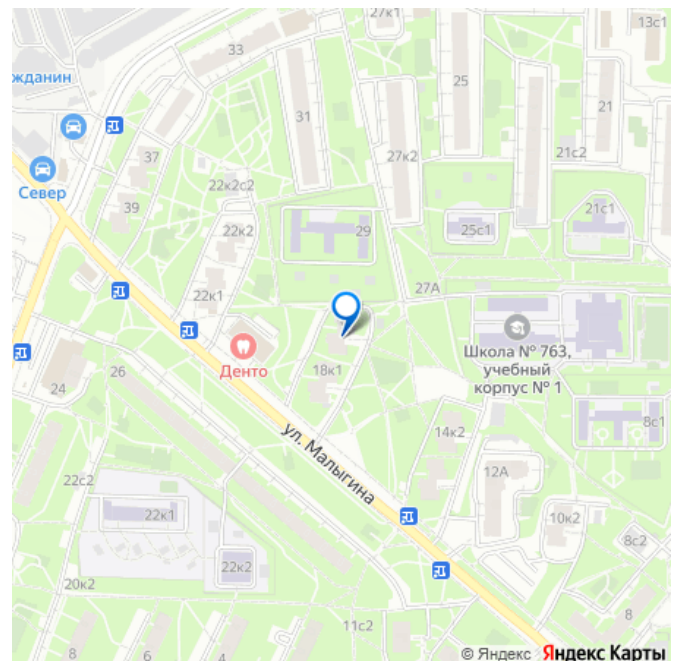 27к1
13с1
33
жданин
25
31
21
27к2
21с2
37
22к2с2
Север
39
21с1
22к2
29
25с1
27А
22к1
Школа № 763,
учебный
корпус № 1
Денто
18к1
26
24
8с1
ул. Малыгина
14к2
12А
22с2
22к1
10к2
8с2
22к2
20к2
8
11с2
8
6
4
© Яндекс Яндекс Карты